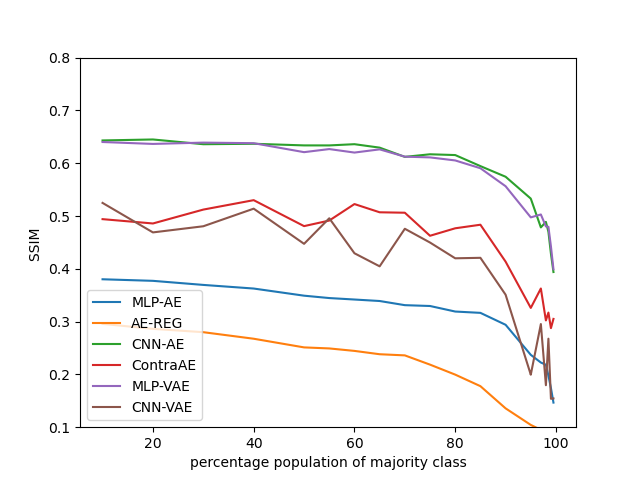 0.8
0.7
0.6
0.5
0.4
0.3
0.2
0.1
SSIM
MLP-AE
AE-REG
CNN-AE
ContraAE
MLP-VAE
CNN-VAE
20 40 60 80 100
percentage population of majority class